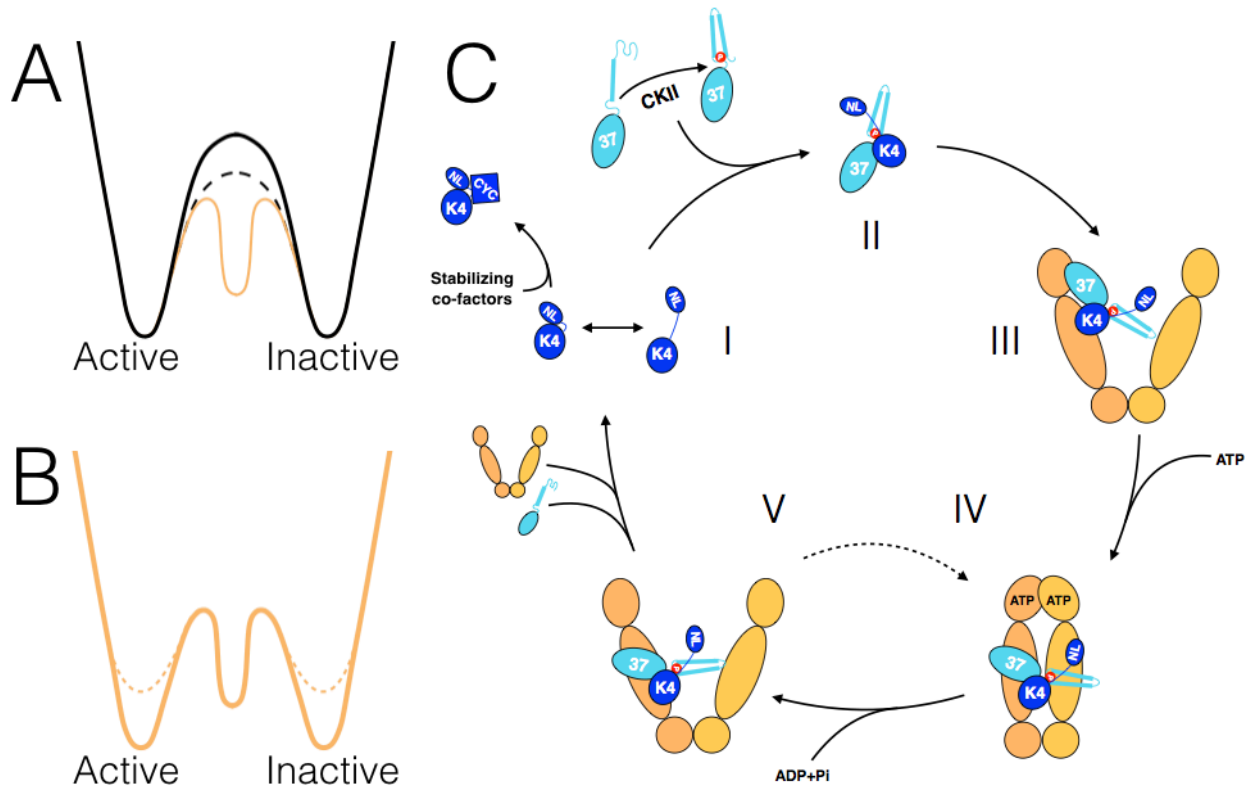 A
Active
Inactive
B
Active
Inactive
C
37
CKII
P
37
NL
CYC
K4
Stabilizing
co-factors
NL
K4
NL
K4
I
NL
P
K4
37
II
37
K4
P
NL
III
ATP
IV
ATP
ATP
37
P
NL
K4
ADP+Pi
V
37
P
NL
K4